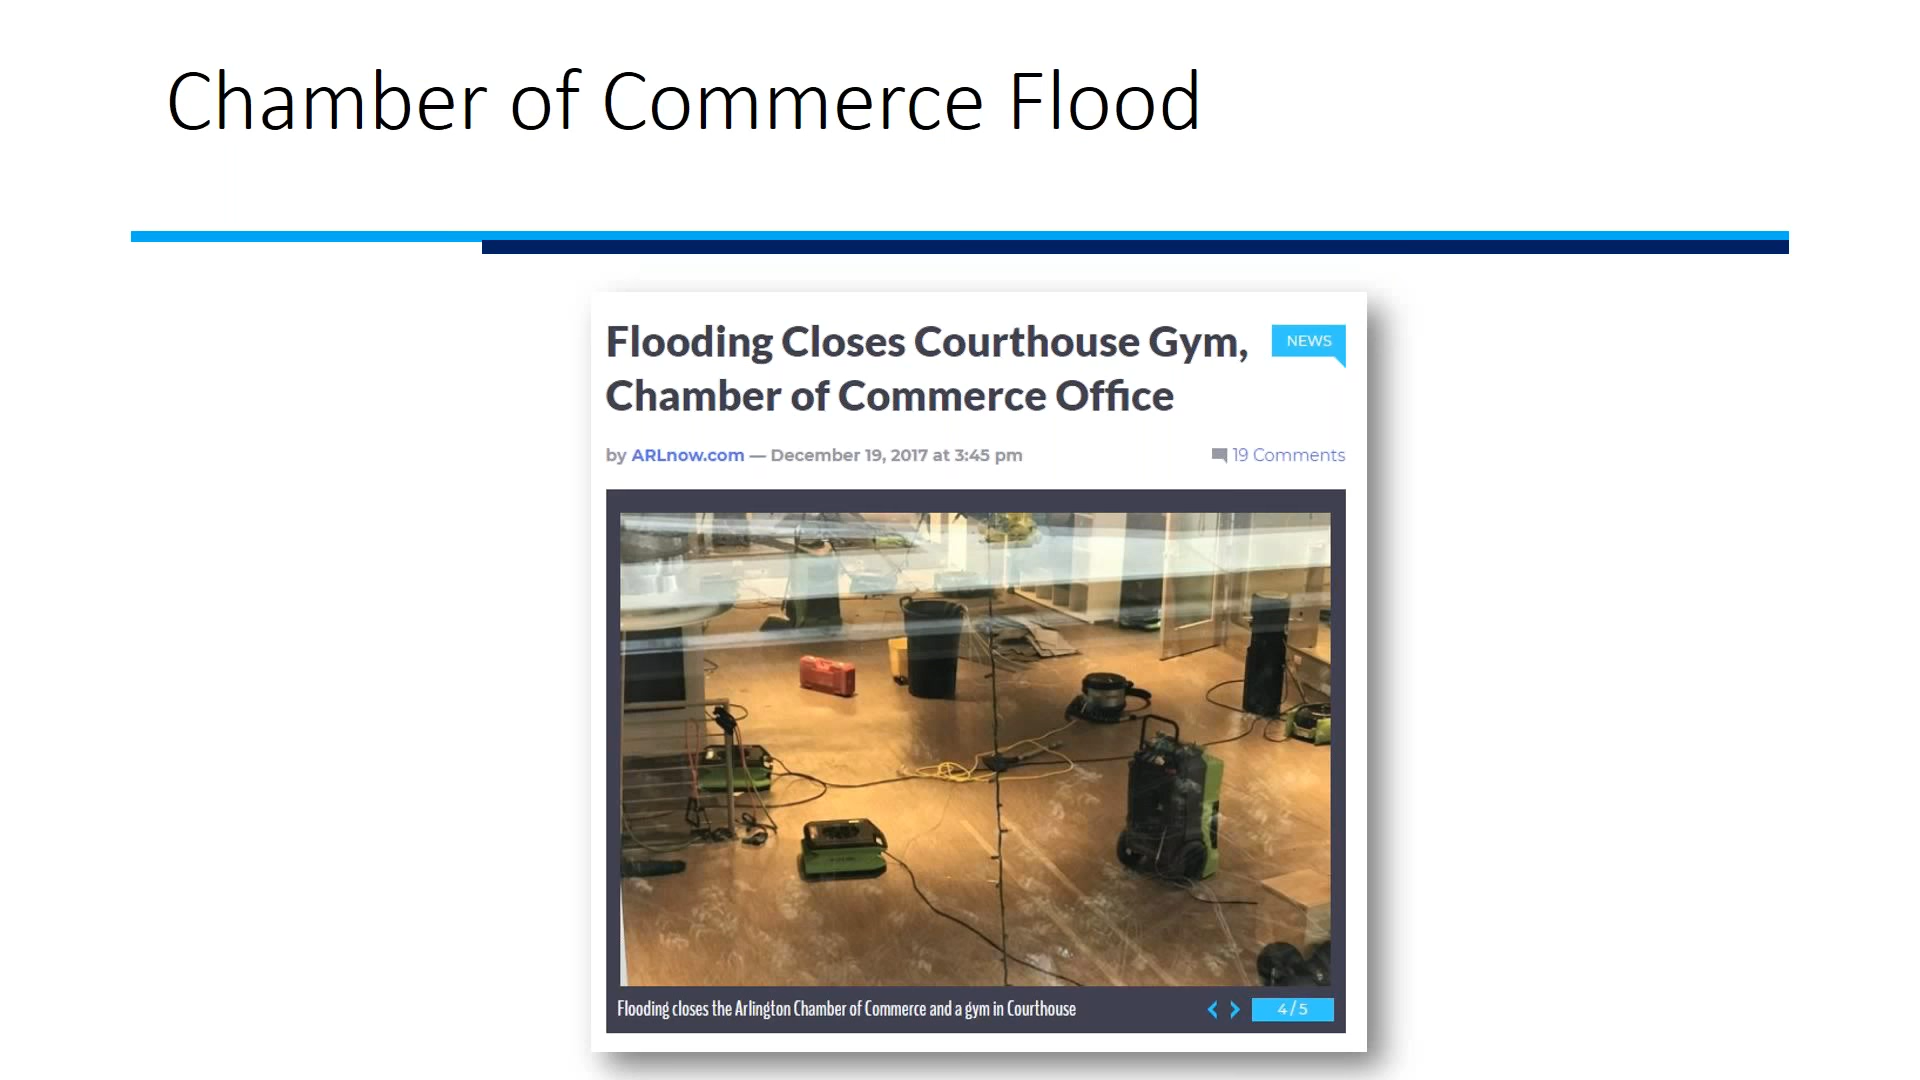 Chamber of Commerce Flood
Flooding Closes Courthouse Gym,
Chamber of Commerce Office
NEWS
by ARLnow.com — December 19, 2017 at 3:45 pm
19 Comments
Flooding closes the Arlington Chamber of Commerce and a gym in Courthouse
4 / 5